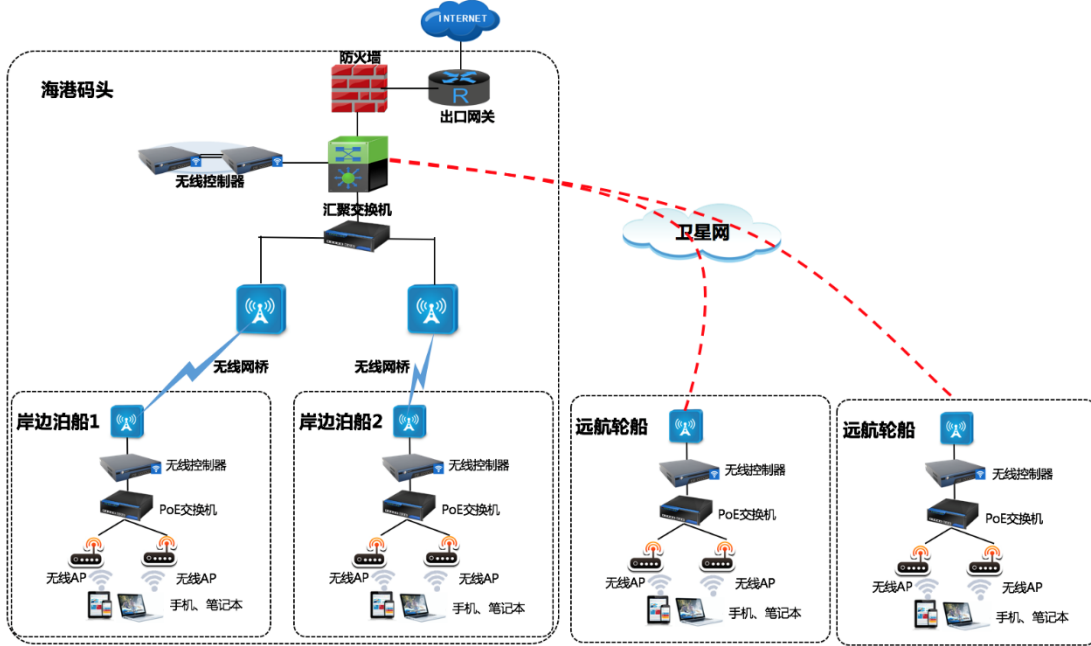 INTERNET
防火墙
海港码头
R
出口网关
无线控制器
汇聚交换机
卫星网
无线网桥
无线网桥
岸边泊船1
无线控制器
PoE交换机
无线AP
无线AP
手机、笔记本
岸边泊船2
无线控制器
PoE交换机
无线AP
无线AP
手机、笔记本
远航轮船
无线控制器
PoE交换机
无线AP
无线AP
手机、笔记本
远航轮船
无线控制器
PoE交换机
无线AP
无线AP
手机、笔记本